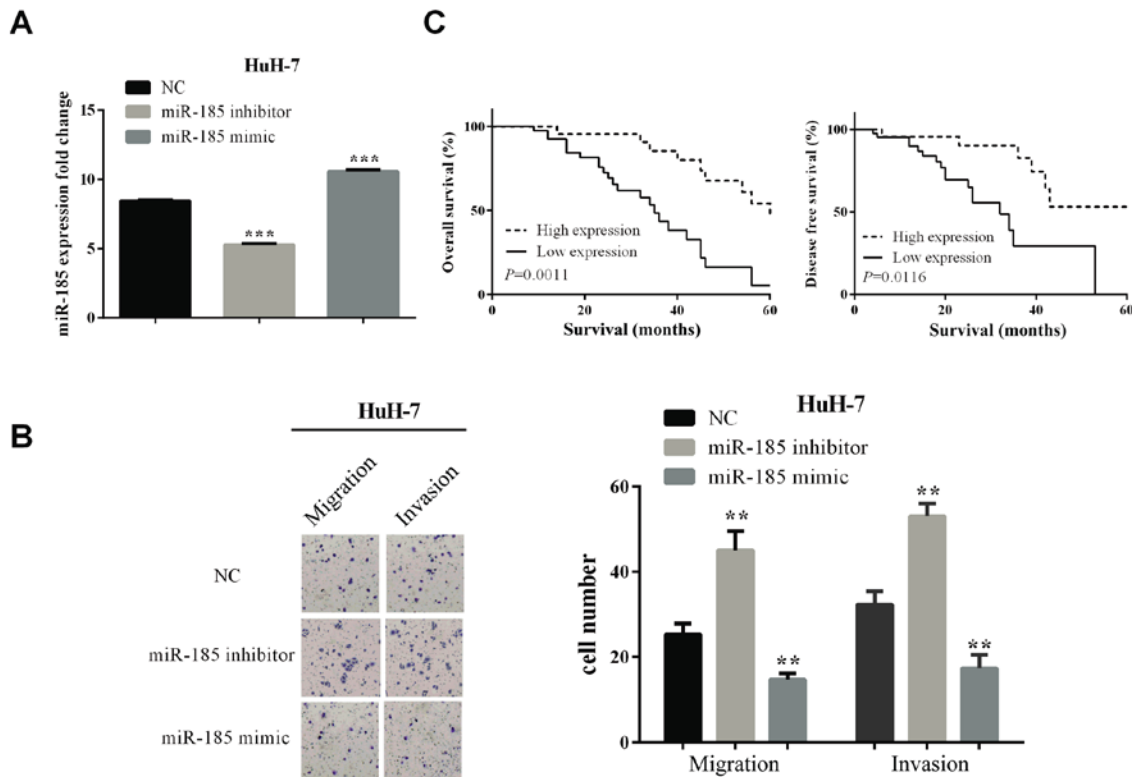 A
HuH-7
NC
miR-185 inhibitor
miR-185 mimic
miR-185 expression fold change
15
10
5
0
***
***
C
Overall survival (%)
100
50
0
High expression
Low expression
P=0.0011
0
20
40
60
Survival (months)
Disease free survival (%)
100
50
0
High expression
Low expression
P=0.0116
0
20
40
60
Survival (months)
B
HuH-7
Migration
Invasion
NC
miR-185 inhibitor
miR-185 mimic
HuH-7
NC
miR-185 inhibitor
miR-185 mimic
cell number
60
40
20
0
**
**
**
**
Migration
Invasion